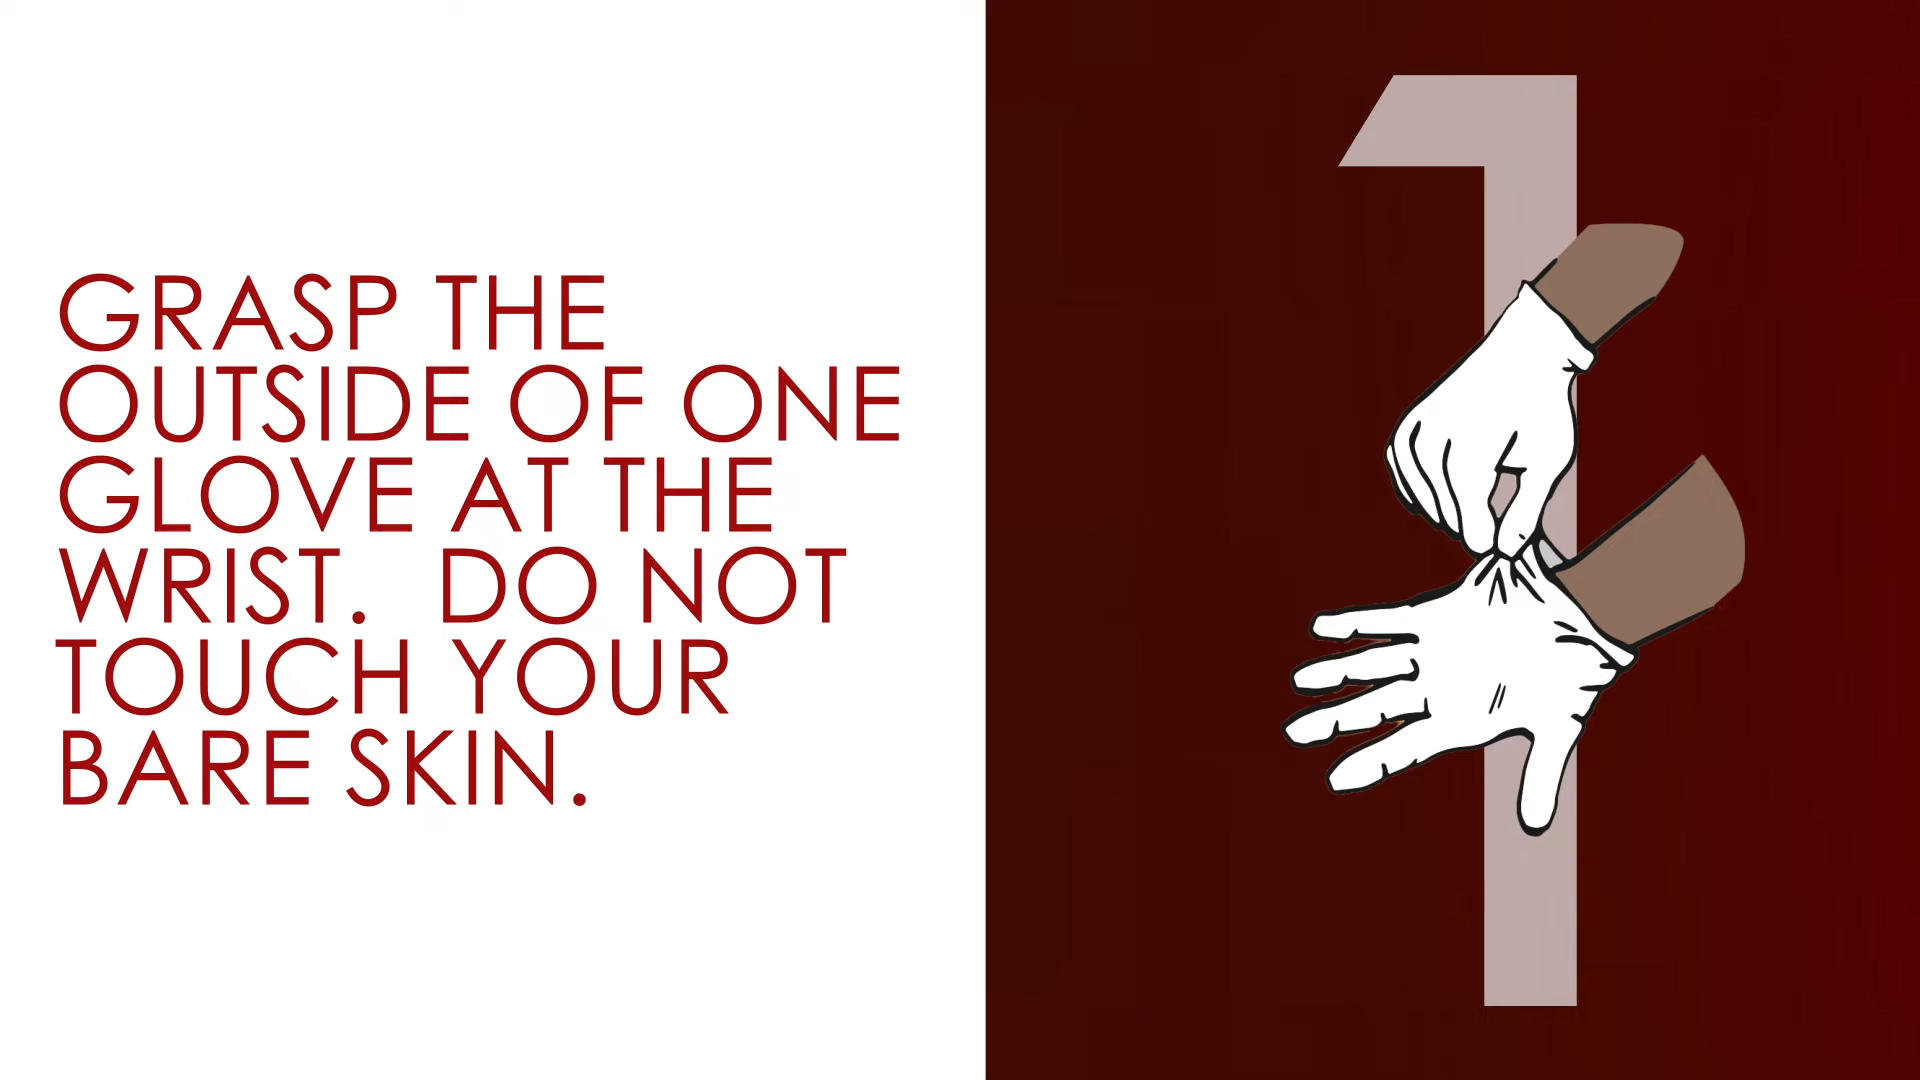 GRASP THE
OUTSIDE OF ONE
GLOVE AT THE
WRIST.  DO NOT
TOUCH YOUR
BARE SKIN.
1